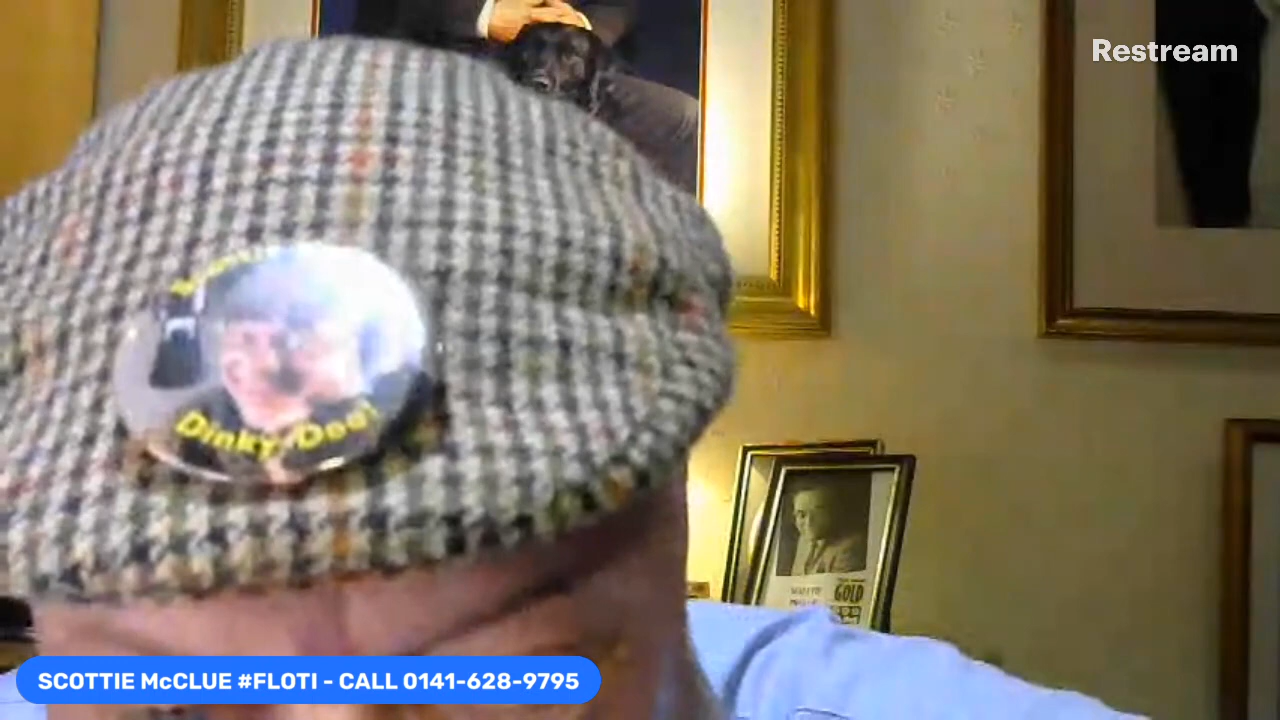 Restream
Dinky Doo!
GOLD
SCOTTIE McCLUE #FLOTI - CALL 0141-628-9795